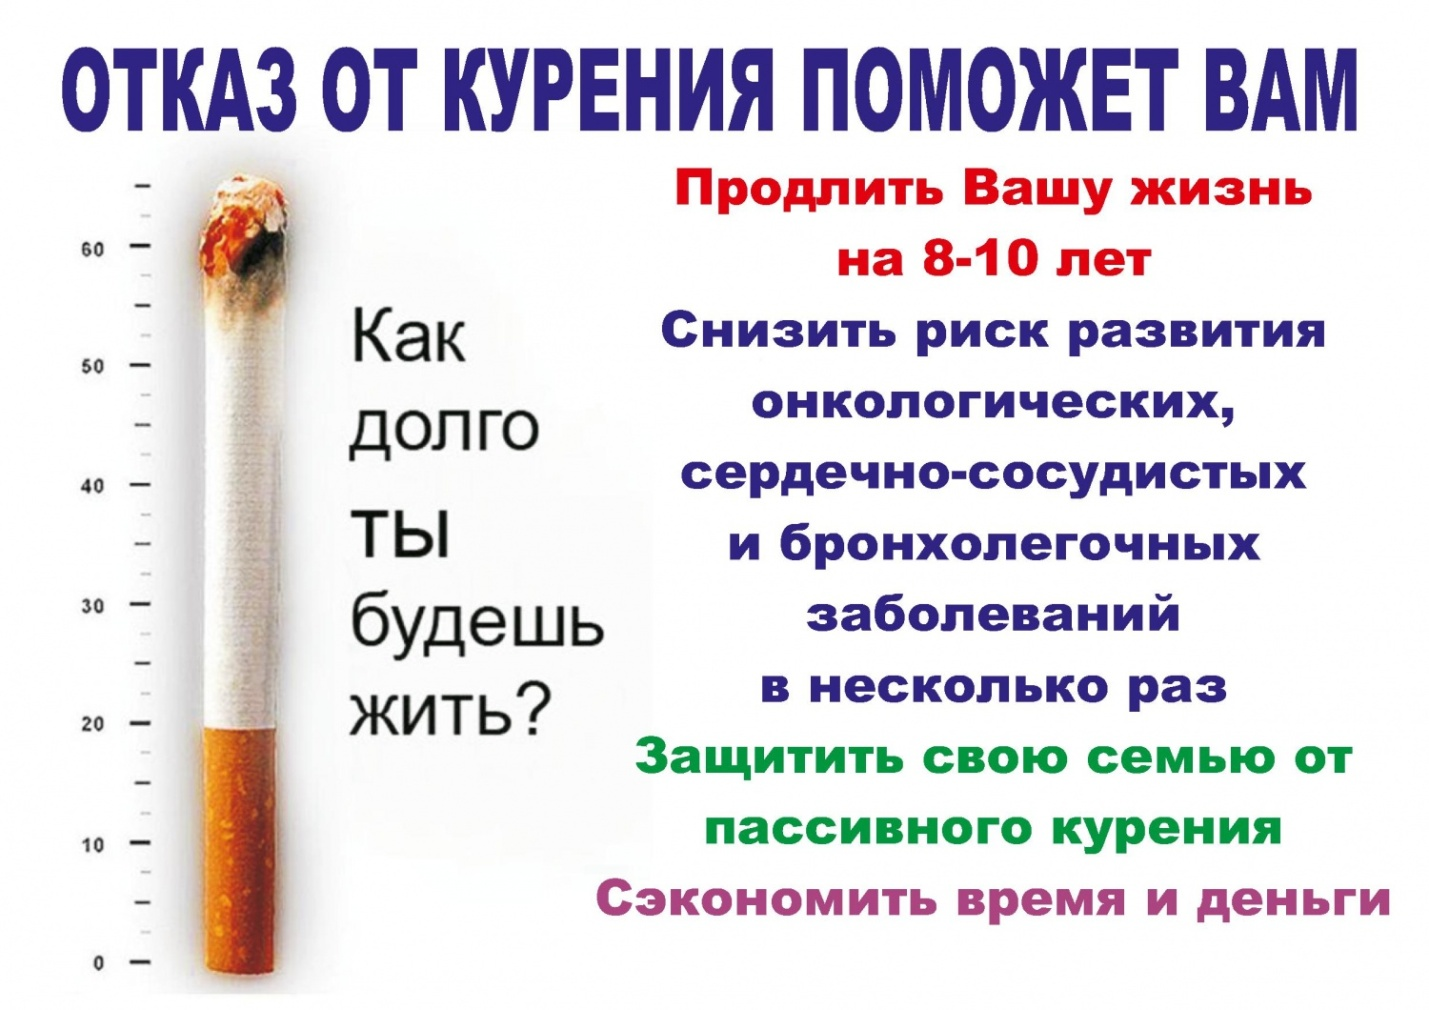 ОТКАЗ ОТ КУРЕНИЯ ПОМОЖЕТ ВАМ
60
50
40
30
20
10
0
Как
долго
ты
будешь
жить?
Продлить Вашу жизнь
на 8-10 лет
Снизить риск развития
онкологических,
сердечно-сосудистых
и бронхолегочных
заболеваний
в несколько раз
Защитить свою семью от
пассивного курения
Сэкономить время и деньги